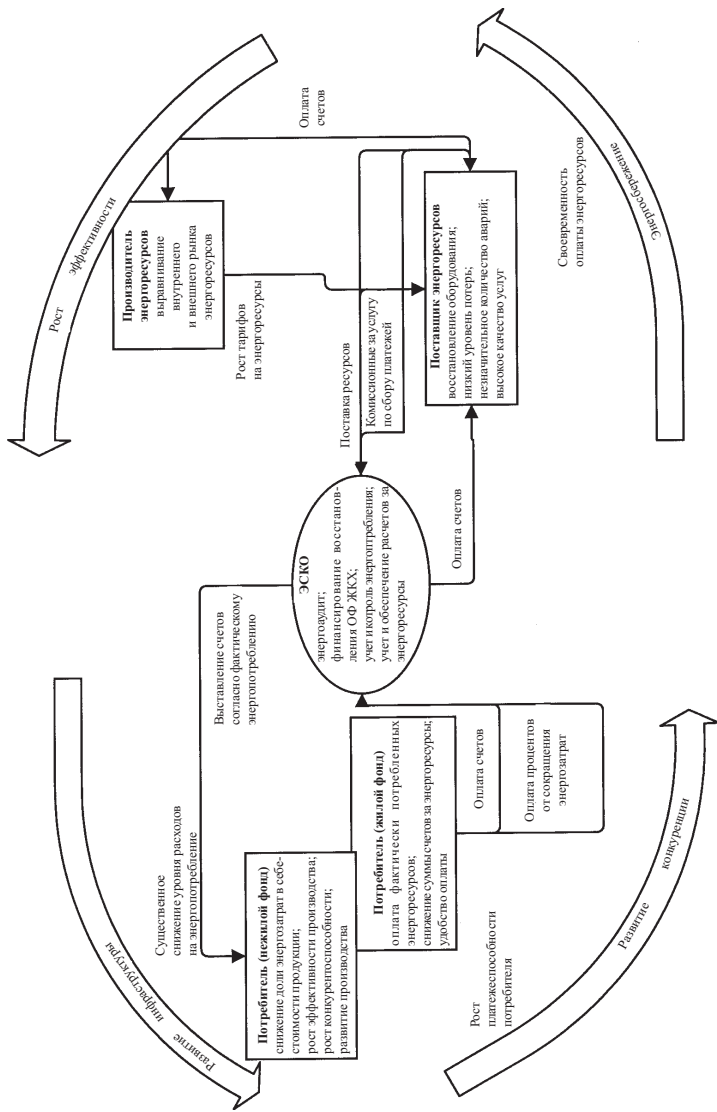 Рост
эффективности
Оплата
счетов
Производитель
энергоресурсов
выравнивание
внутреннего
и внешнего рынка
энергоресурсов
Рост тарифов
на энергоресурсы
Поставка ресурсов
Комиссионные за услугу
по сбору платежей
Поставщик энергоресурсов
восстановление оборудования;
низкий уровень потерь;
незначительное количество аварий;
высокое качество услуг
Своевременность
оплаты энергоресурсов
Энергосбережение
ЭСКО
энергоаудит;
финансирование восстанов-
ления ОФ ЖКХ;
учет и котроль энергоптребления;
учет и обеспечение расчетов за
энергоресурсы
Оплата счетов
Выставление счетов
согласно фактическому
энергопотреблению
Существенное
снижение уровня расходов
на энергопотребление
Развитие инфраструктуры
Потребитель (нежилой фонд)
снижение доли энергозатрат в себе-
стоимости продукции;
рост эффективности производства;
рост конкурентоспособности;
развитие производства
Потребитель (жилой фонд)
оплата фактически потребленных
энергоресурсов;
снижение суммы счетов за энергоресурсы;
удобство оплаты
Оплата счетов
Оплата процентов
от сокращения
энергозатрат
Рост
платежеспособности
потребителя
Развитие
конкуренции